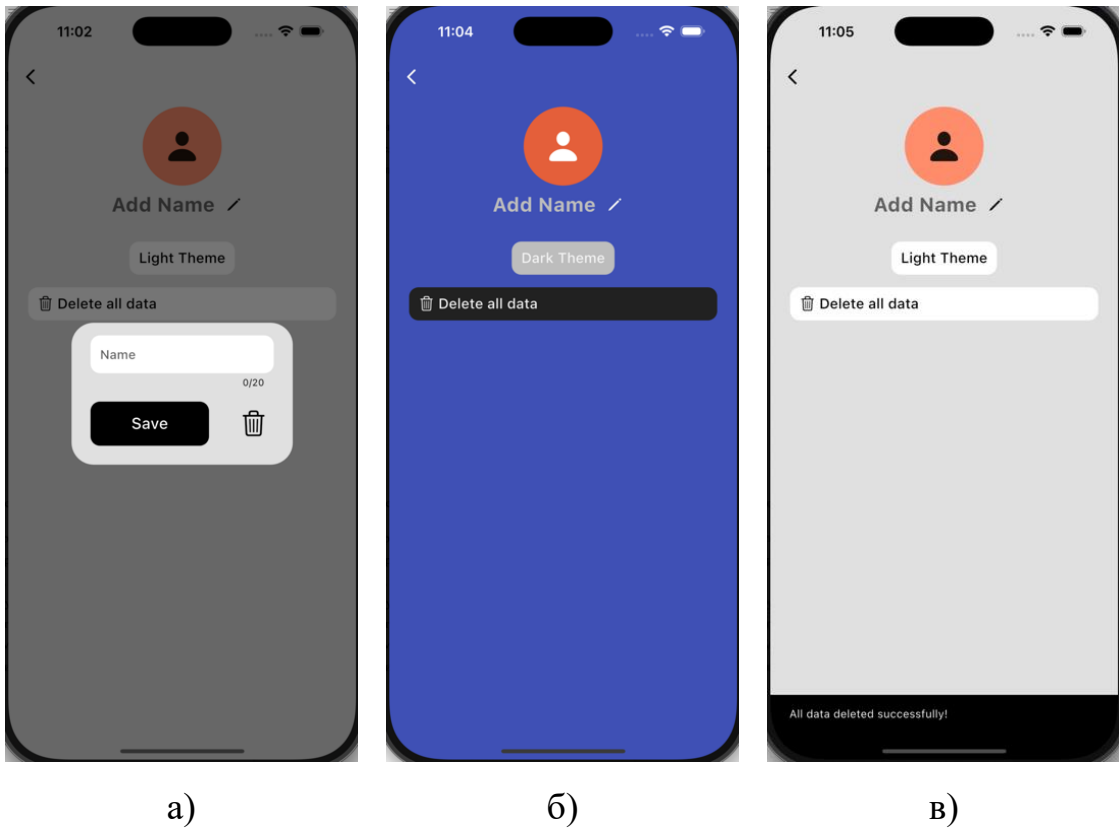 11:02
Add Name
Light Theme
Delete all data
Name
0/20
Save
11:04
Add Name
Dark Theme
Delete all data
11:05
Add Name
Light Theme
Delete all data
All data deleted successfully!
а)
б)
в)